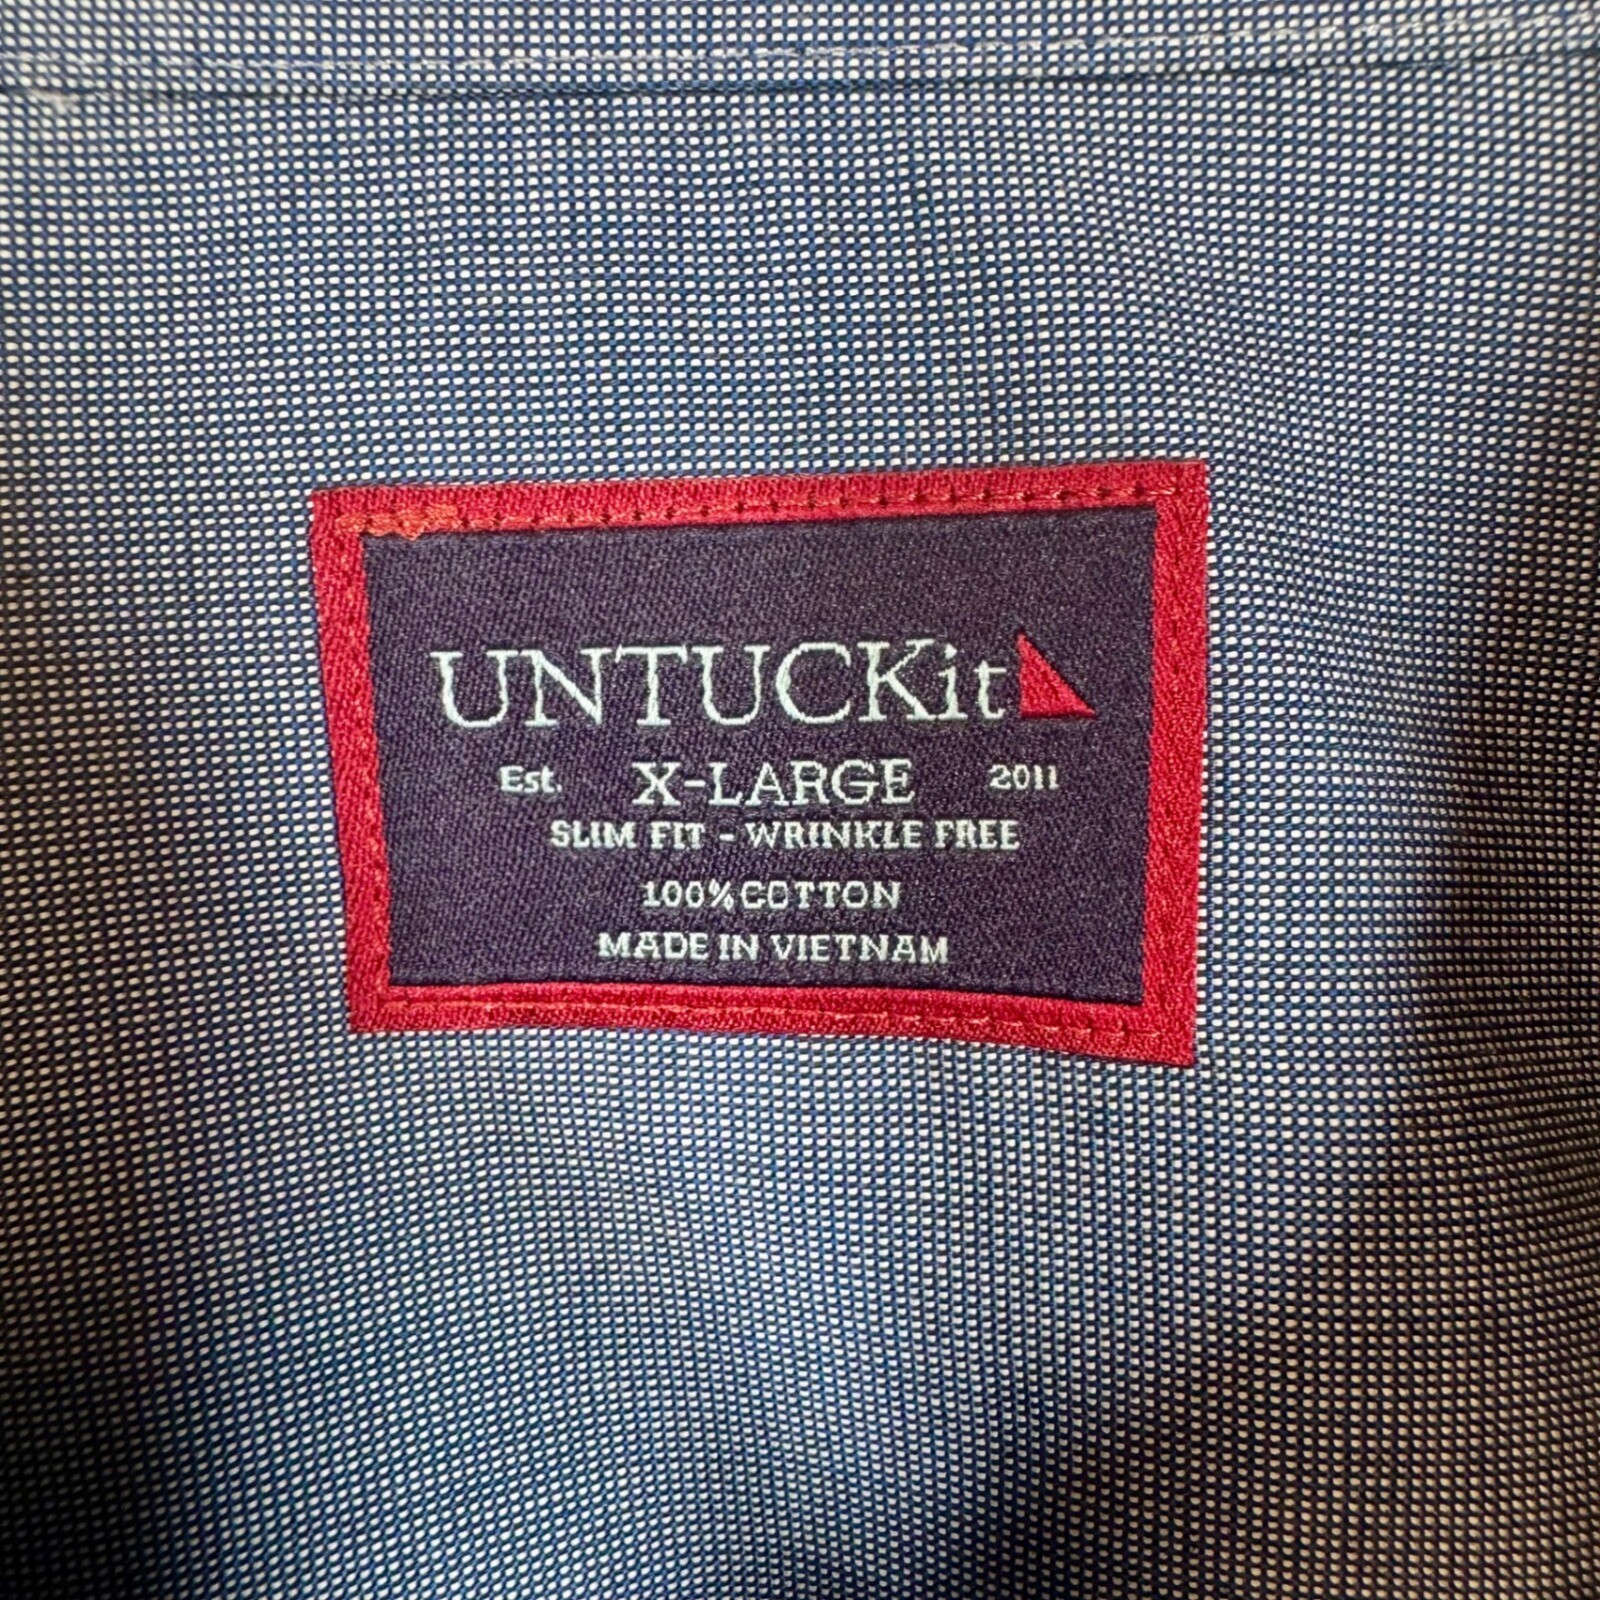 UNTUCKit
Est. X-LARGE 2011
SLIM FIT - WRINKLE FREE
100% COTTON
MADE IN VIETNAM